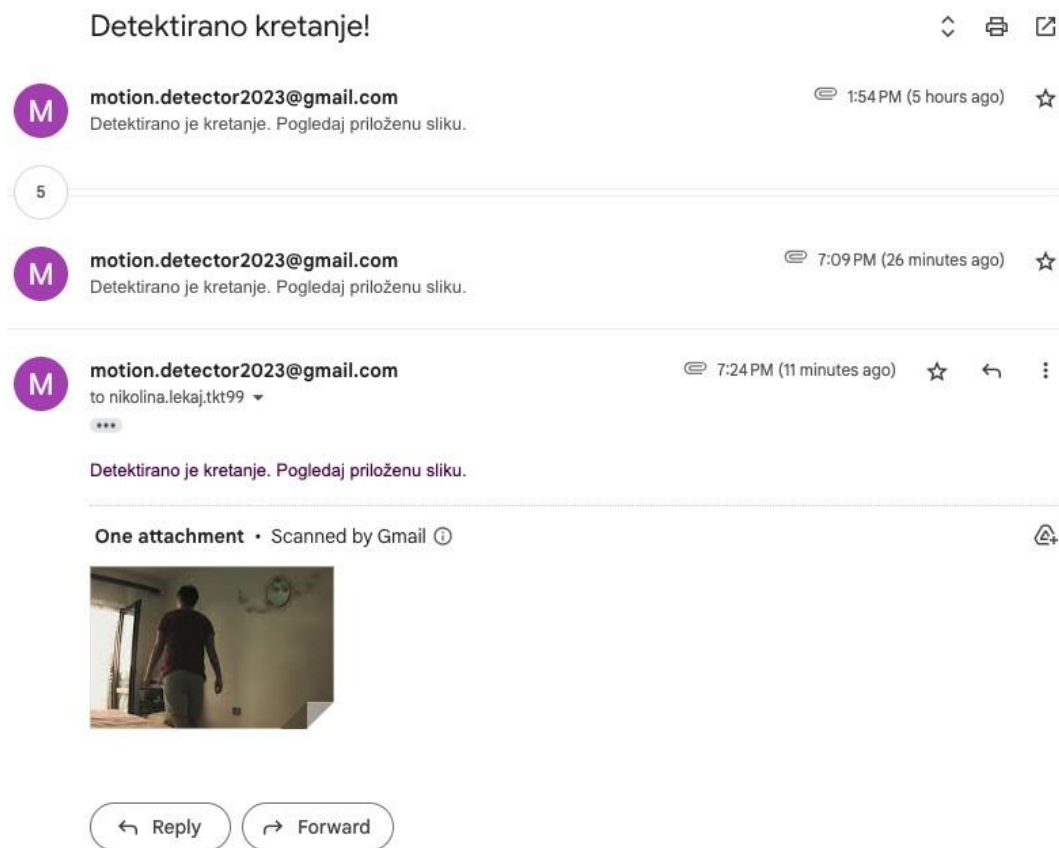 Detektirano kretanje!
M
motion.detector2023@gmail.com
1:54 PM (5 hours ago)
Detektirano je kretanje. Pogledaj priloženu sliku.
5
M
motion.detector2023@gmail.com
7:09 PM (26 minutes ago)
Detektirano je kretanje. Pogledaj priloženu sliku.
M
motion.detector2023@gmail.com
7:24 PM (11 minutes ago)
to nikolina.lekaj.tkt99
Detektirano je kretanje. Pogledaj priloženu sliku.
One attachment • Scanned by Gmail
Reply
Forward